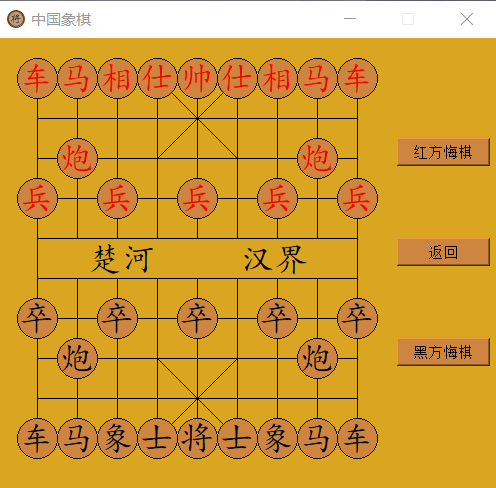 中国象棋
车马相仕帅仕相马车
炮 炮
红方悔棋
兵 兵 兵 兵 兵
楚河 汉界
返回
卒 卒 卒 卒 卒
炮 炮
黑方悔棋
车马象士将士象马车